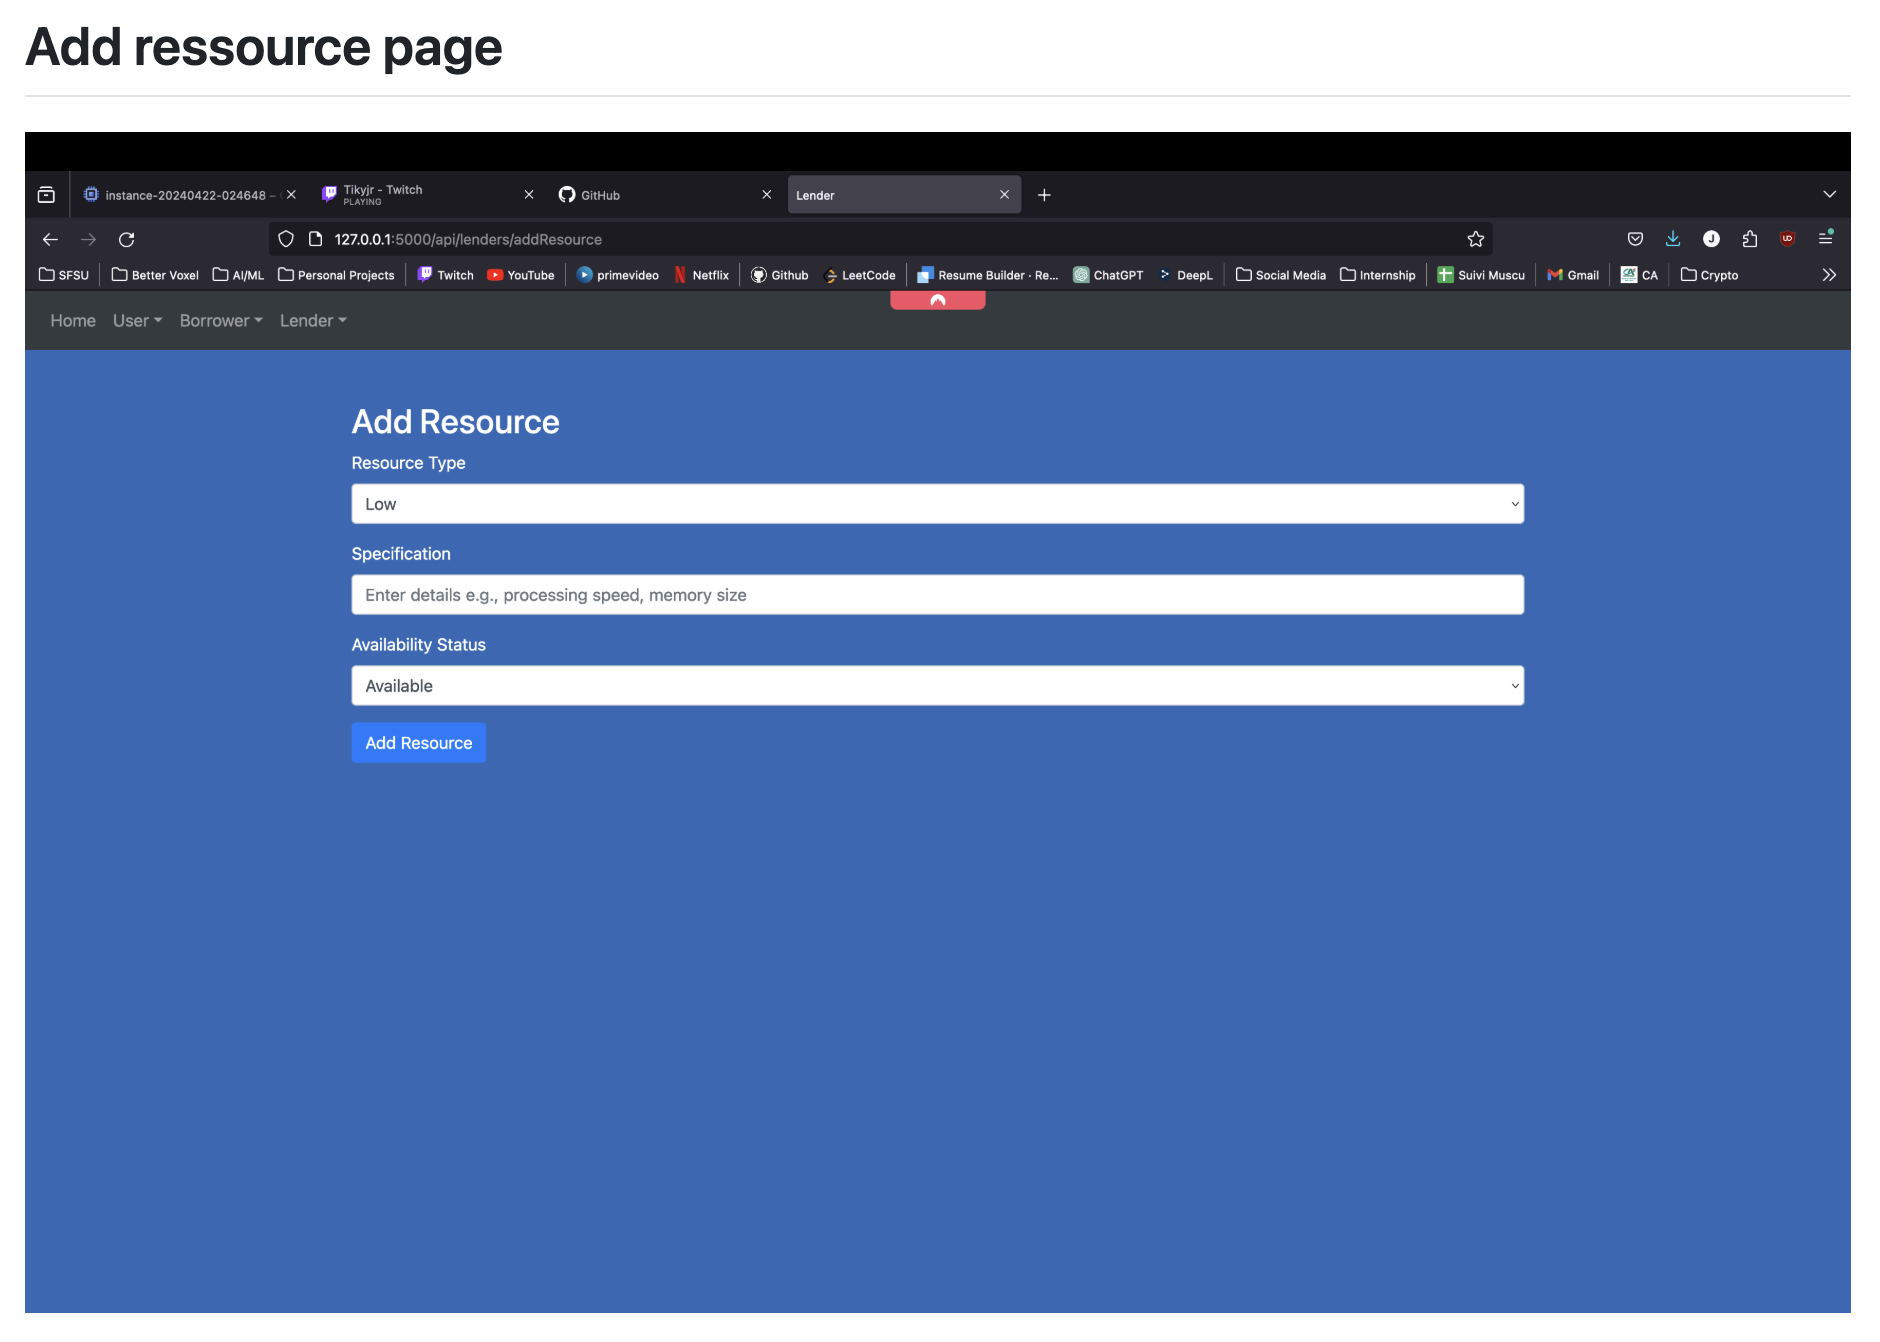 Add ressource page
instance-20240422-024648 –
Tikyjr - Twitch
PLAYING
GitHub
Lender
127.0.0.1:5000/api/lenders/addResource
SFSU Better Voxel AI/ML Personal Projects Twitch YouTube primevideo Netflix Github LeetCode Resume Builder · Re... ChatGPT DeepL Social Media Internship Suivi Muscu Gmail CA Crypto
Home User Borrower Lender
Add Resource
Resource Type
Low
Specification
Enter details e.g., processing speed, memory size
Availability Status
Available
Add Resource